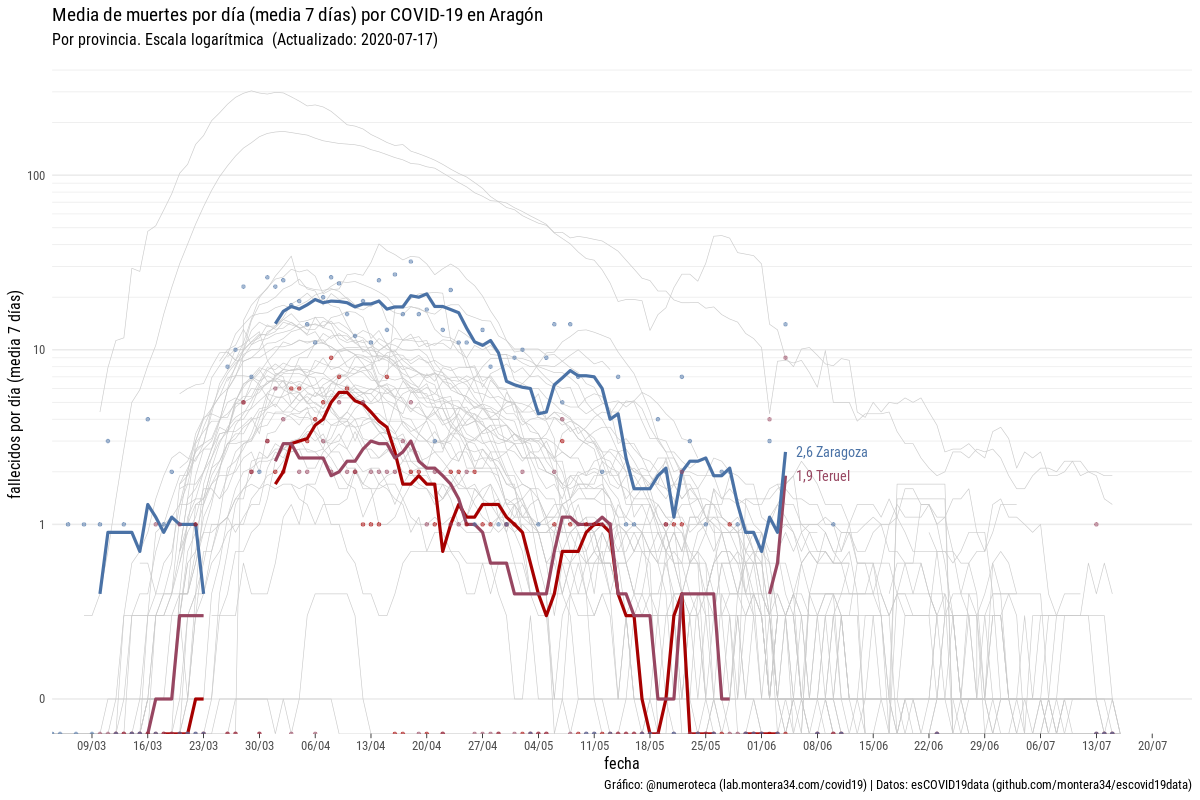 Media de muertes por día (media 7 días) por COVID-19 en Aragón
Por provincia. Escala logarítmica (Actualizado: 2020-07-17)
fallecidos por día (media 7 días)
100
10
1
0
2,6 Zaragoza
1,9 Teruel
09/03 16/03 23/03 30/03 06/04 13/04 20/04 27/04 04/05 11/05 18/05 25/05 01/06 08/06 15/06 22/06 29/06 06/07 13/07 20/07
fecha
Gráfico: @numeroteca (lab.montera34.com/covid19) | Datos: esCOVID19data (github.com/montera34/escovid19data)